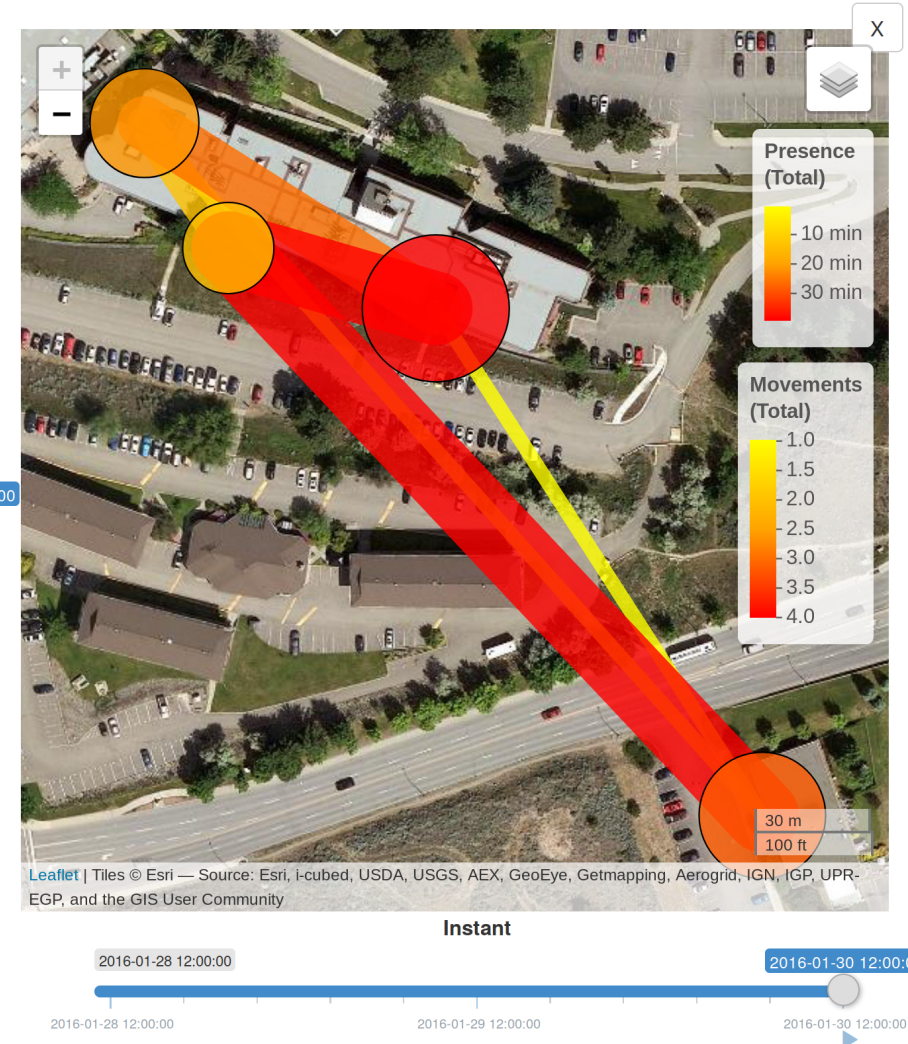 X
+
−
Presence
(Total)
10 min
20 min
30 min
Movements
(Total)
1.0
1.5
2.0
2.5
3.0
3.5
4.0
00
30 m
100 ft
Leaflet | Tiles © Esri — Source: Esri, i-cubed, USDA, USGS, AEX, GeoEye, Getmapping, Aerogrid, IGN, IGP, UPR-
EGP, and the GIS User Community
Instant
2016-01-28 12:00:00
2016-01-30 12:00:0
2016-01-28 12:00:00
2016-01-29 12:00:00
2016-01-30 12:00:00